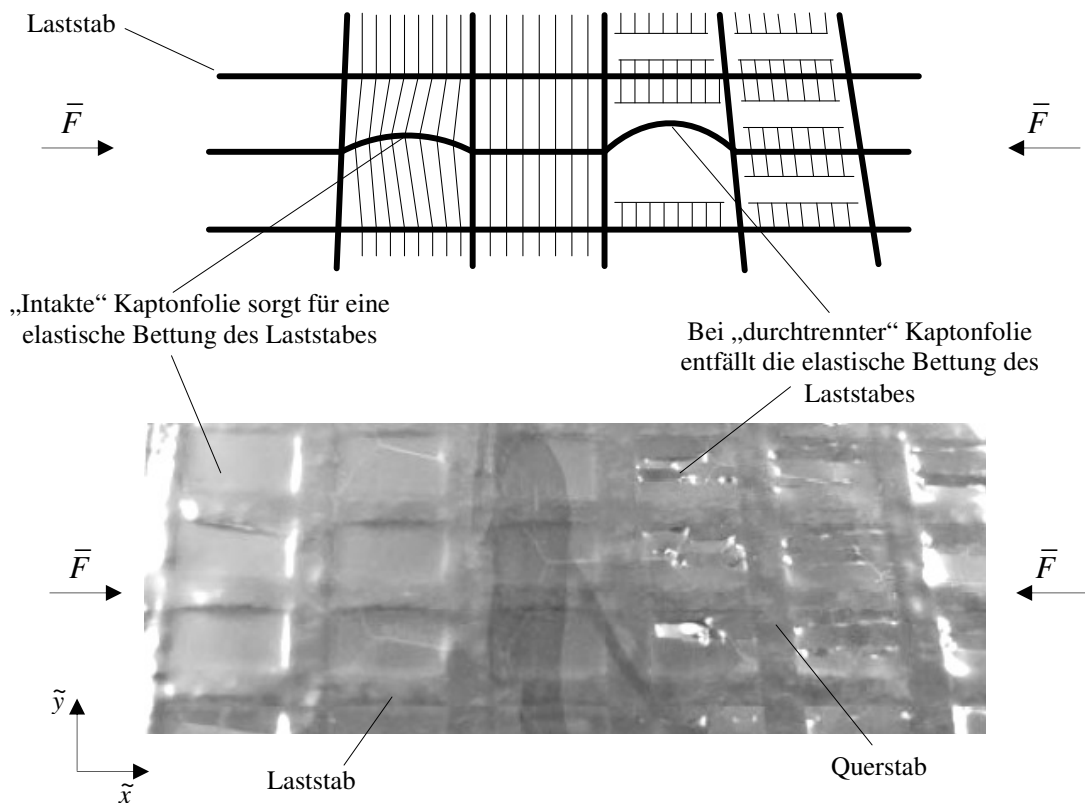 Laststab
F̅
F̅
„Intakte“ Kaptonfolie sorgt für eine
elastische Bettung des Laststabes
Bei „durchtrennter“ Kaptonfolie
entfällt die elastische Bettung des
Laststabes
F̅
F̅
ỹ
x̃
Laststab
Querstab